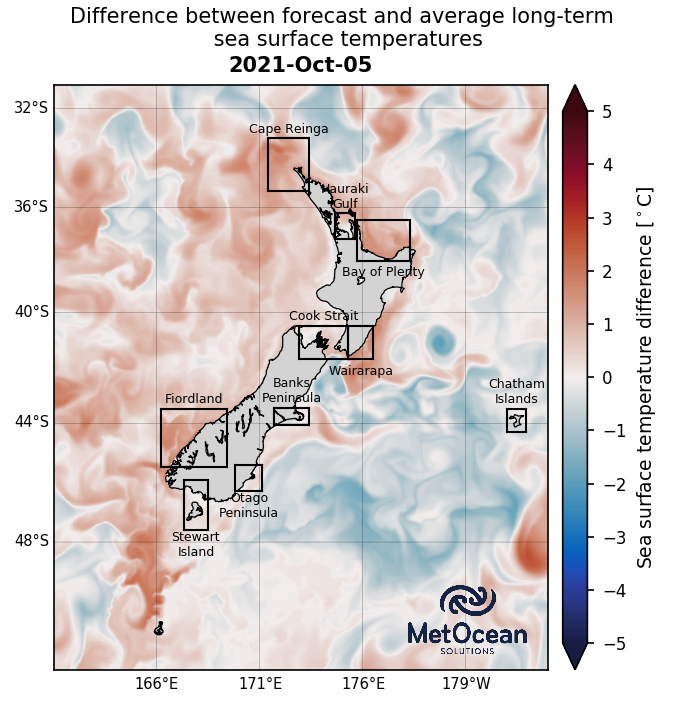 Difference between forecast and average long-term
sea surface temperatures
2021-Oct-05
32°S
36°S
40°S
44°S
48°S
Cape Reinga
Hauraki
Gulf
Bay of Plenty
Cook Strait
Wairarapa
Banks
Peninsula
Fiordland
Chatham
Islands
Otago
Peninsula
Stewart
Island
MetOcean
SOLUTIONS
166°E
171°E
176°E
179°W
5
4
3
2
1
0
−1
−2
−3
−4
−5
Sea surface temperature difference [°C]